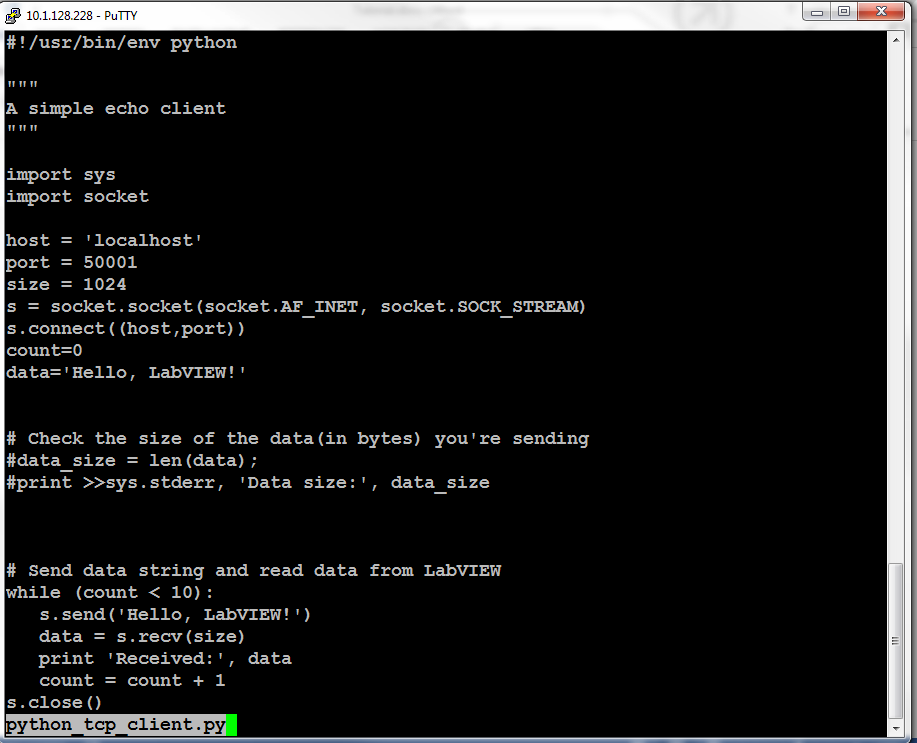 10.1.128.228 - PuTTY
#!/usr/bin/env python
"""
A simple echo client
"""
import sys
import socket
host = 'localhost'
port = 50001
size = 1024
s = socket.socket(socket.AF_INET, socket.SOCK_STREAM)
s.connect((host,port))
count=0
data='Hello, LabVIEW!'
# Check the size of the data(in bytes) you're sending
#data_size = len(data);
#print >>sys.stderr, 'Data size:', data_size
# Send data string and read data from LabVIEW
while (count < 10):
   s.send('Hello, LabVIEW!')
   data = s.recv(size)
   print 'Received:', data
   count = count + 1
s.close()
python_tcp_client.py